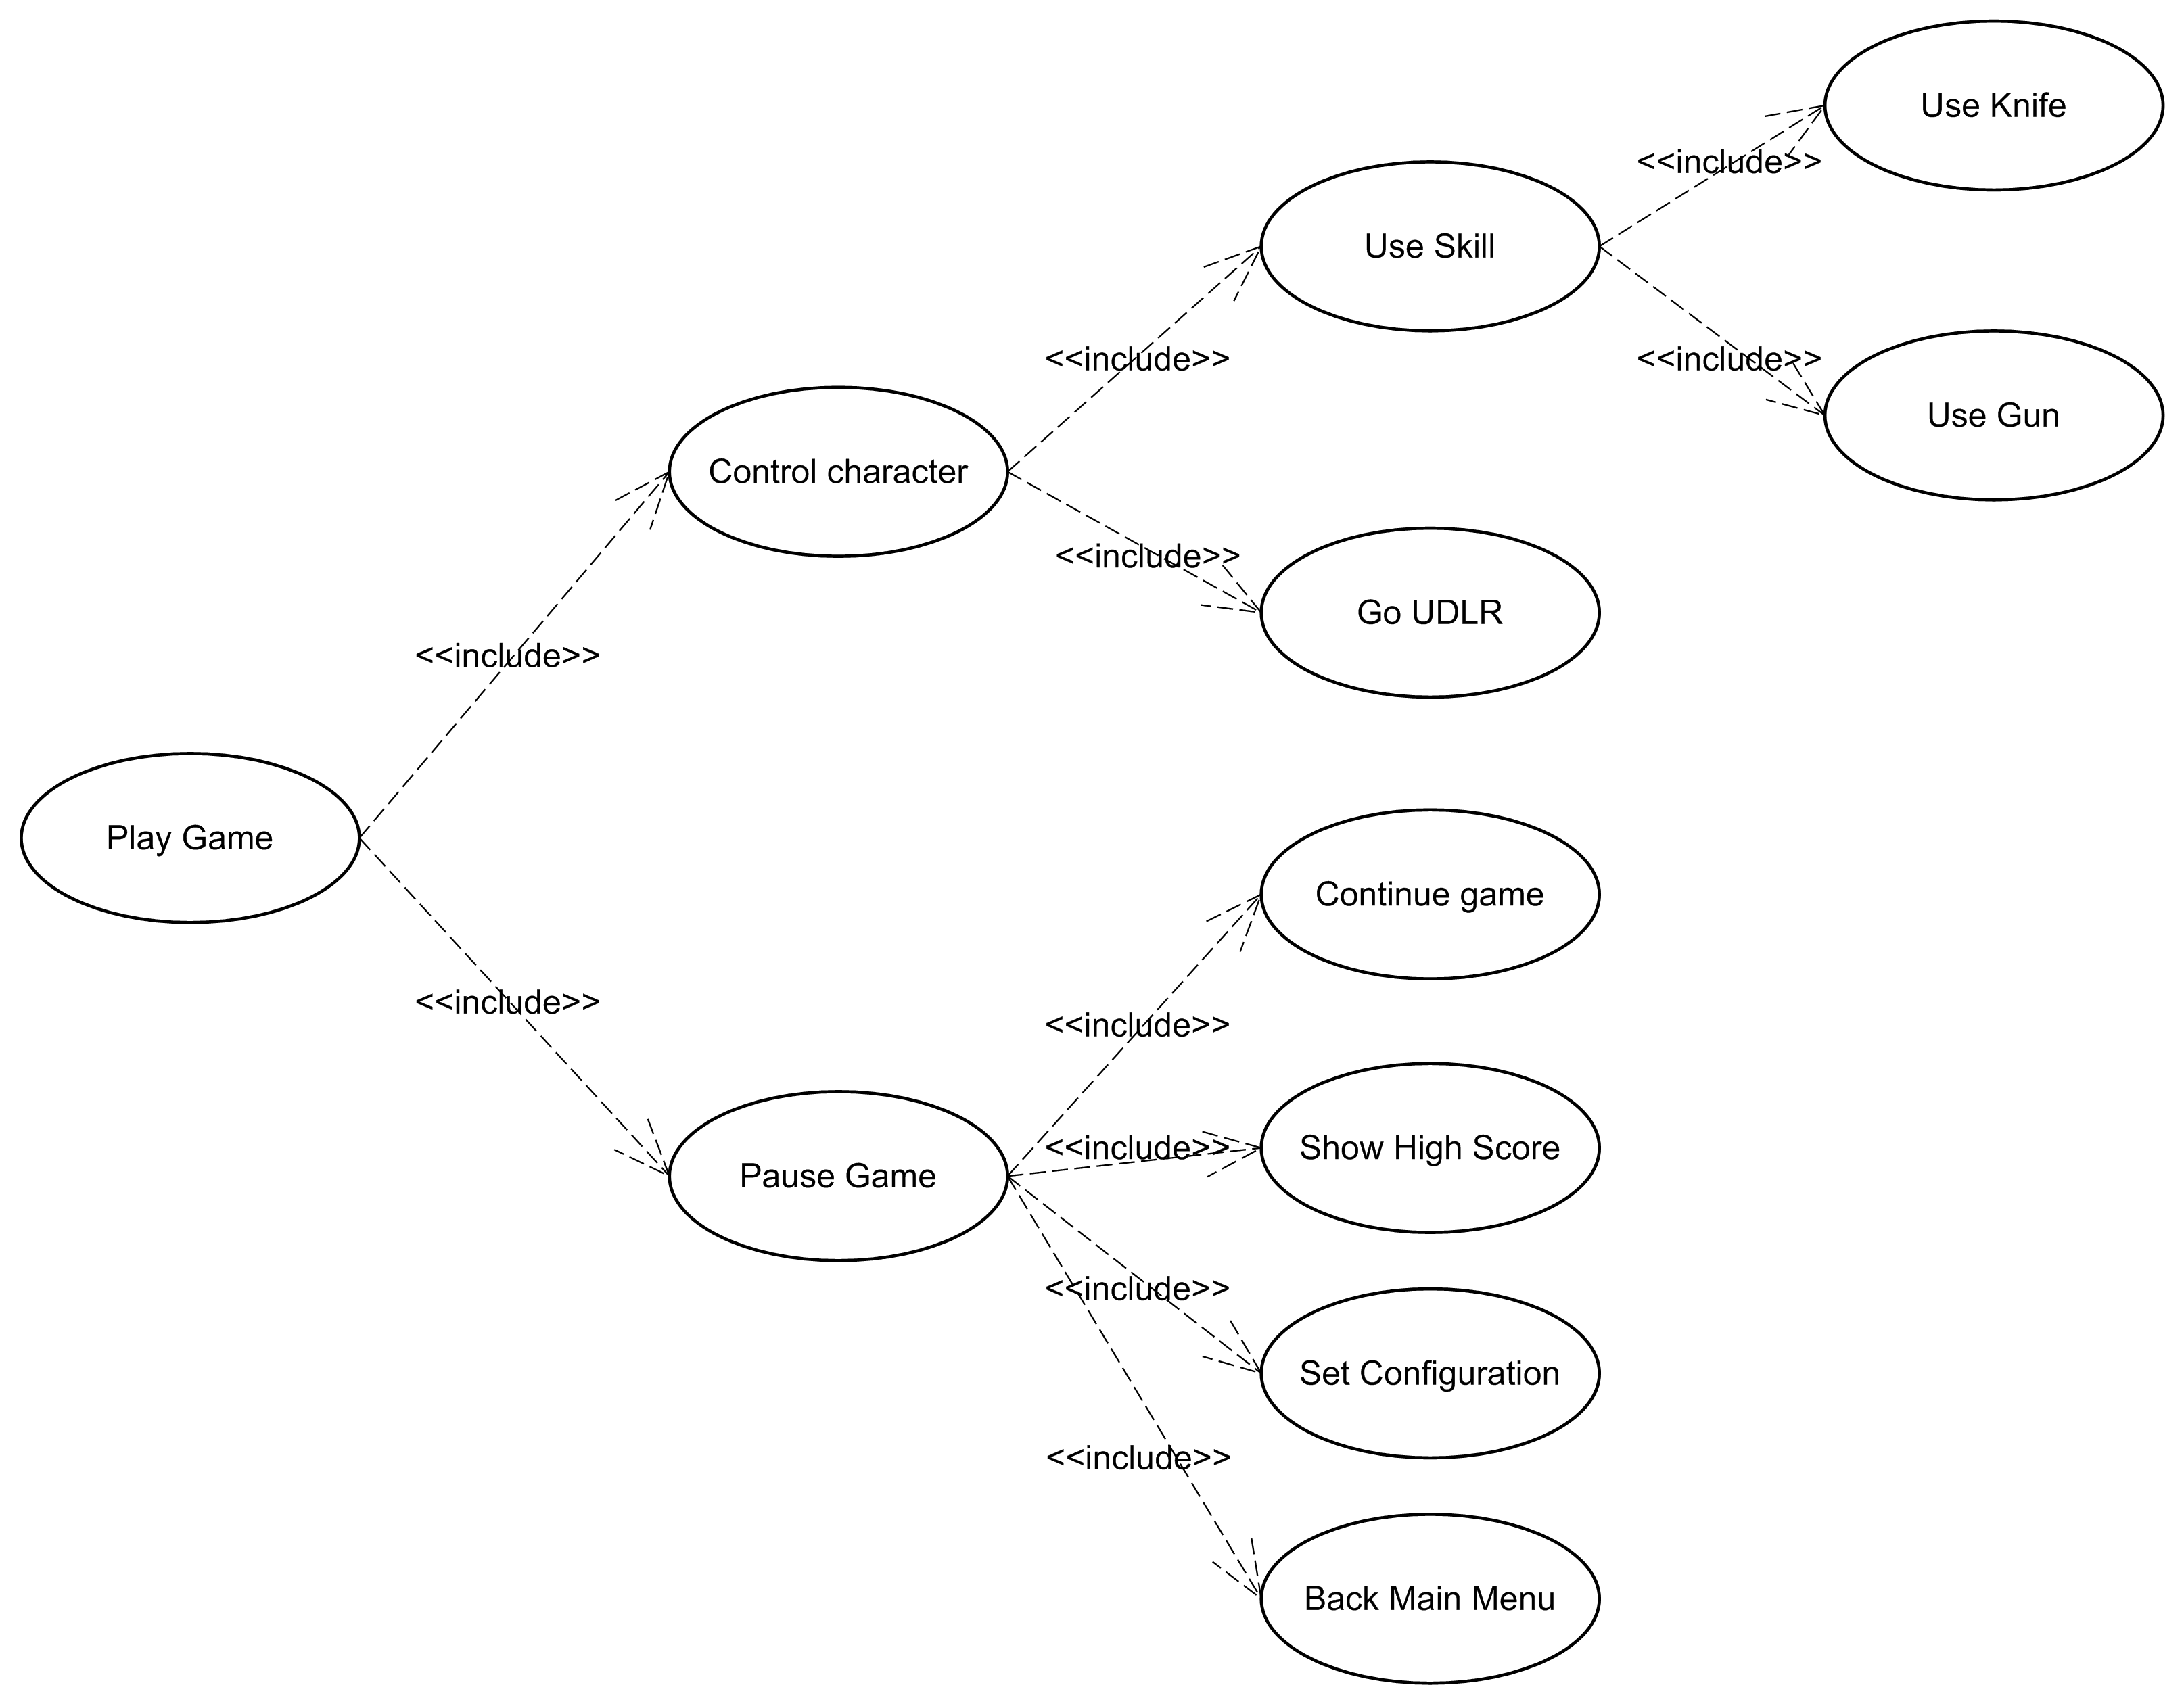 Use Knife
<<include>>
Use Skill
<<include>>
<<include>>
Use Gun
Control character
<<include>>
Go UDLR
<<include>>
Play Game
Continue game
<<include>>
<<include>>
<<include>>
Show High Score
Pause Game
<<include>>
Set Configuration
<<include>>
Back Main Menu